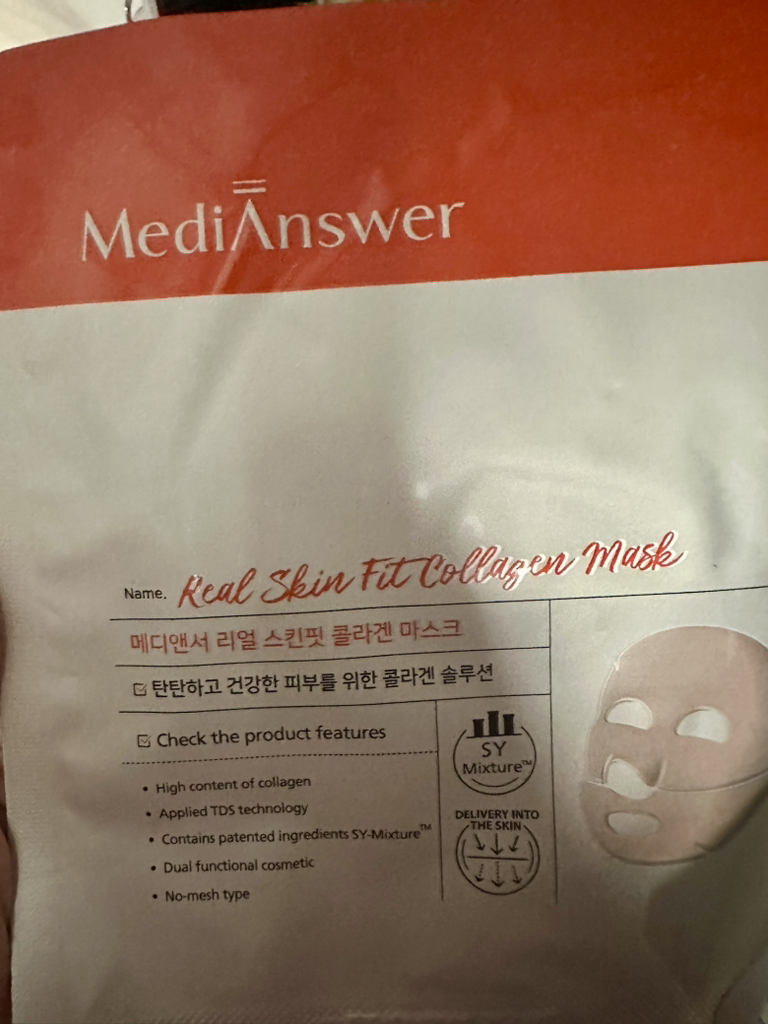 MediAnswer
Name. Real Skin Fit Collagen Mask
메디앤서 리얼 스킨핏 콜라겐 마스크
탄탄하고 건강한 피부를 위한 콜라겐 솔루션
Check the product features
• High content of collagen
• Applied TDS technology
• Contains patented ingredients SY-Mixture™
• Dual functional cosmetic
• No-mesh type
SY
Mixture™
DELIVERY INTO
THE SKIN